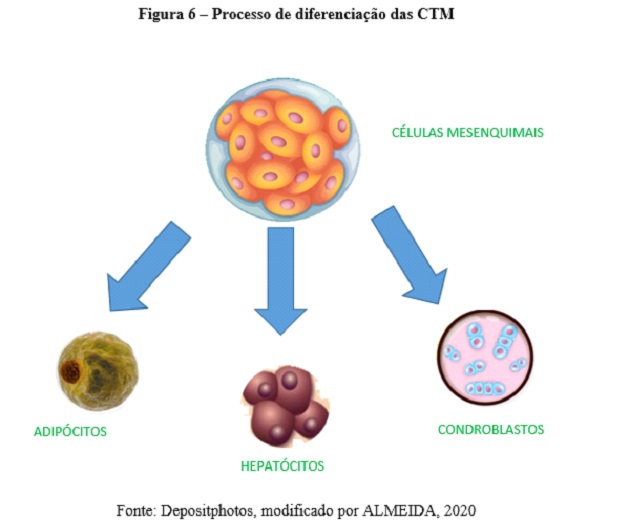 Figura 6 – Processo de diferenciação das CTM
CÉLULAS MESENQUIMAIS
ADIPÓCITOS
HEPATÓCITOS
CONDROBLASTOS
Fonte: Depositphotos, modificado por ALMEIDA, 2020